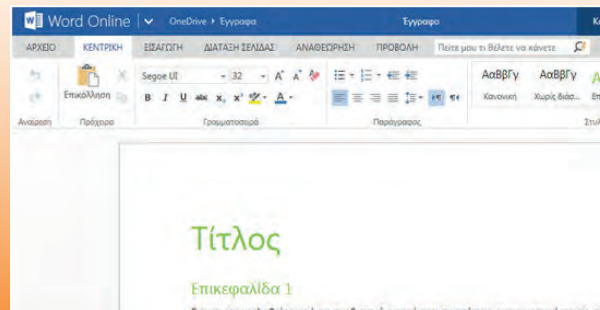 Word Online OneDrive Έγγραφα Έγγραφο
ΑΡΧΕΙΟ ΚΕΝΤΡΙΚΗ ΕΙΣΑΓΩΓΗ ΔΙΑΤΑΞΗ ΣΕΛΙΔΑΣ ΑΝΑΘΕΩΡΗΣΗ ΠΡΟΒΟΛΗ Πείτε μου τι θέλετε να κάνετε
Segoe UI 32 ΑαΒβΓγ ΑαΒβΓγ
Επικόλληση B I U abc x₂ x² A Κανονική Χωρίς διάσ...
Αναίρεση Πρόχειρο Γραμματοσειρά Παράγραφος
Τίτλος
Επικεφαλίδα 1